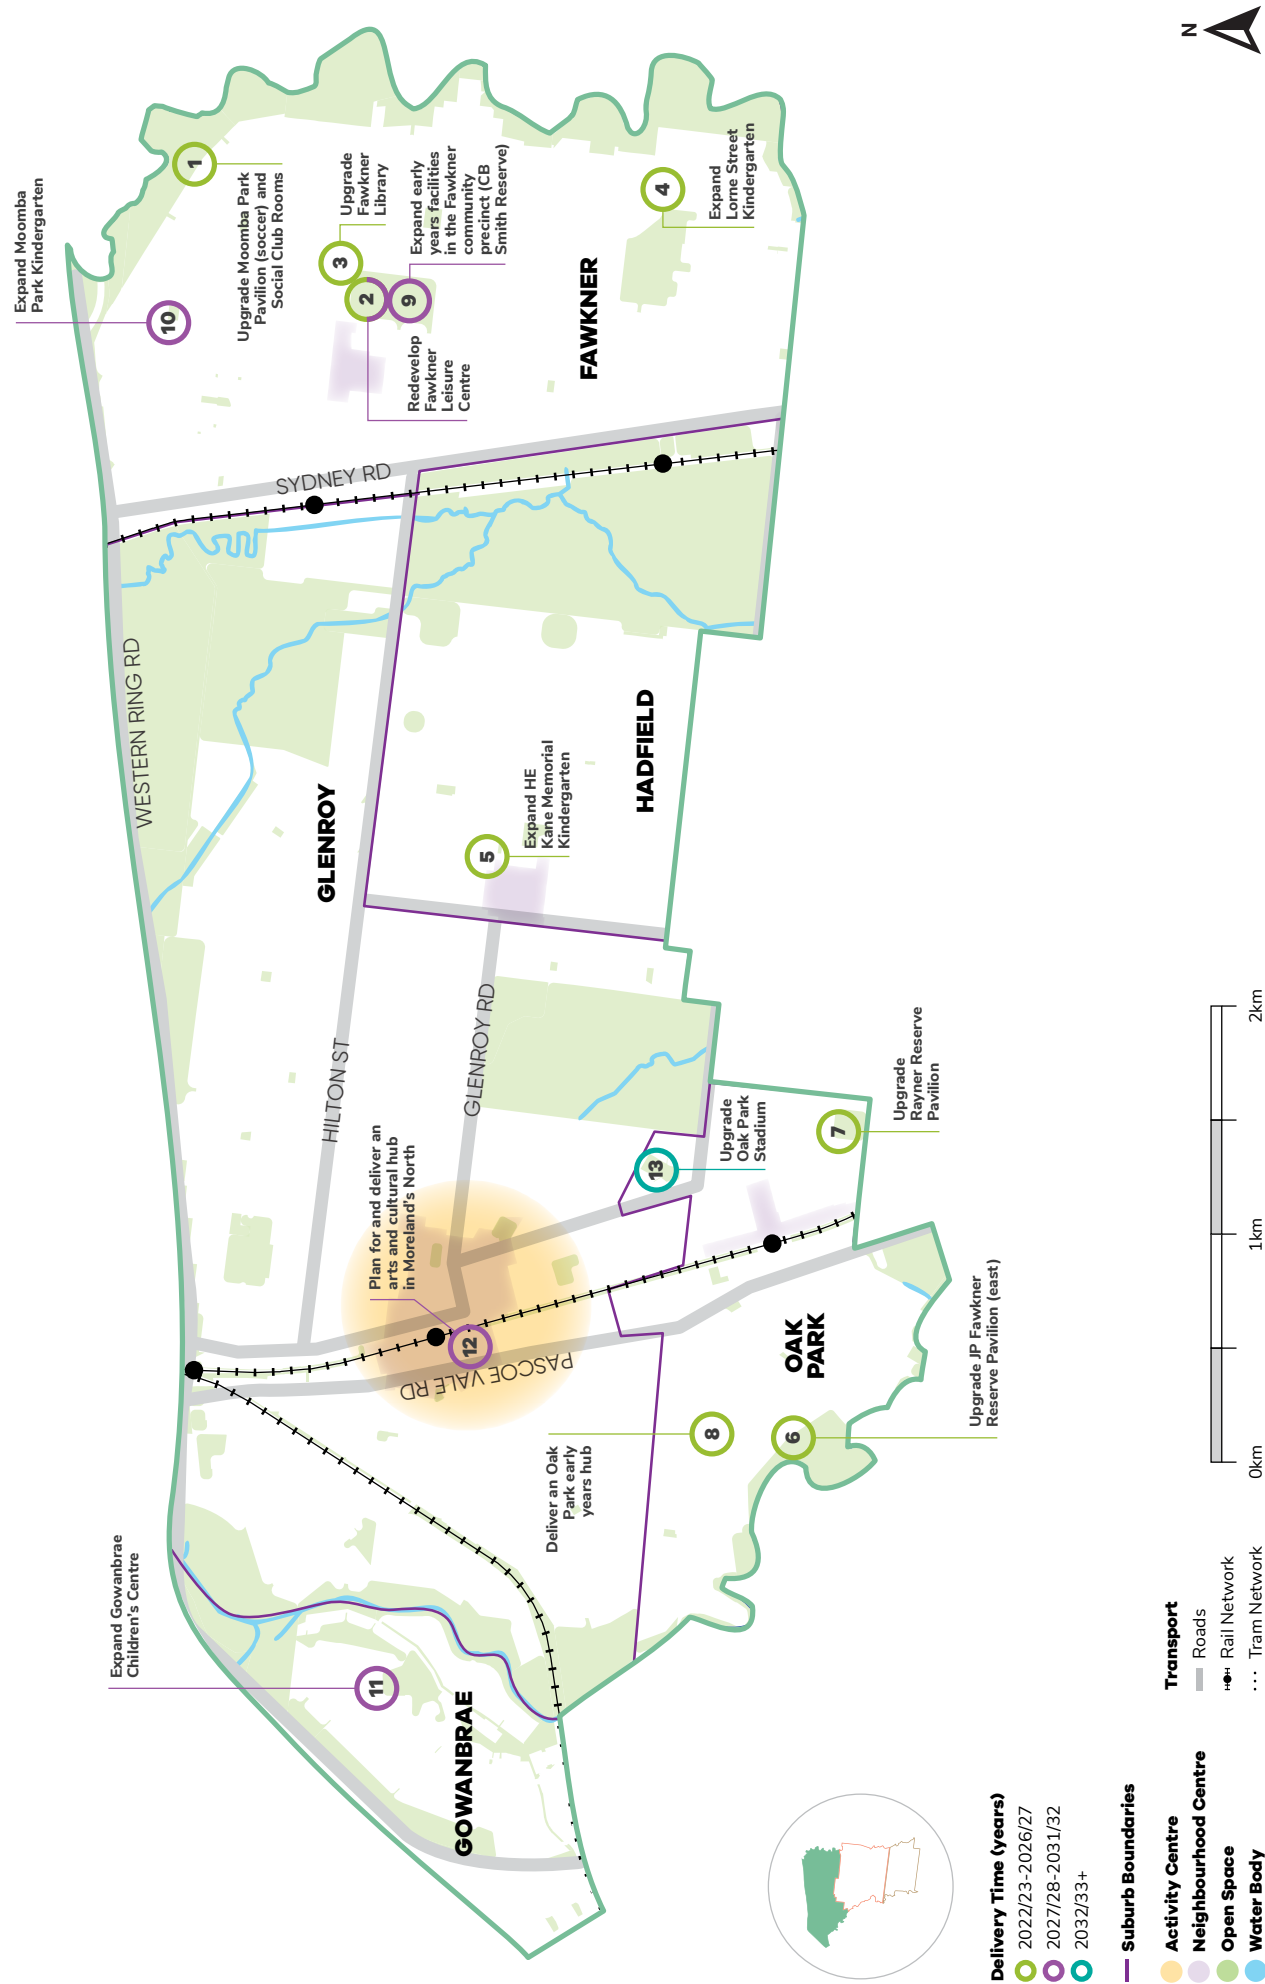 Expand Gowanbrae
Children's Centre
11
GOWANBRAE
WESTERN RING RD
GLENROY
HILTON ST
GLENROY RD
PASCOE VALE RD
Plan for and deliver an
arts and cultural hub
in Moreland's North
12
Deliver an Oak
Park early
years hub
8
6
Upgrade JP Fawkner
Reserve Pavilion (east)
OAK
PARK
13
Upgrade
Oak Park
Stadium
7
Upgrade
Rayner Reserve
Pavilion
5
Expand HE
Kane Memorial
Kindergarten
HADFIELD
SYDNEY RD
Expand Moomba
Park Kindergarten
10
1
Upgrade Moomba Park
Pavilion (soccer) and
Social Club Rooms
3
Upgrade
Fawkner
Library
2
Redevelop
Fawkner
Leisure
Centre
9
Expand early
years facilities
in the Fawkner
community
precinct (CB
Smith Reserve)
FAWKNER
4
Expand
Lorne Street
Kindergarten
N
Delivery Time (years)
2022/23-2026/27
2027/28-2031/32
2032/33+
Suburb Boundaries
Activity Centre
Neighbourhood Centre
Open Space
Water Body
Transport
Roads
Rail Network
Tram Network
0km
1km
2km